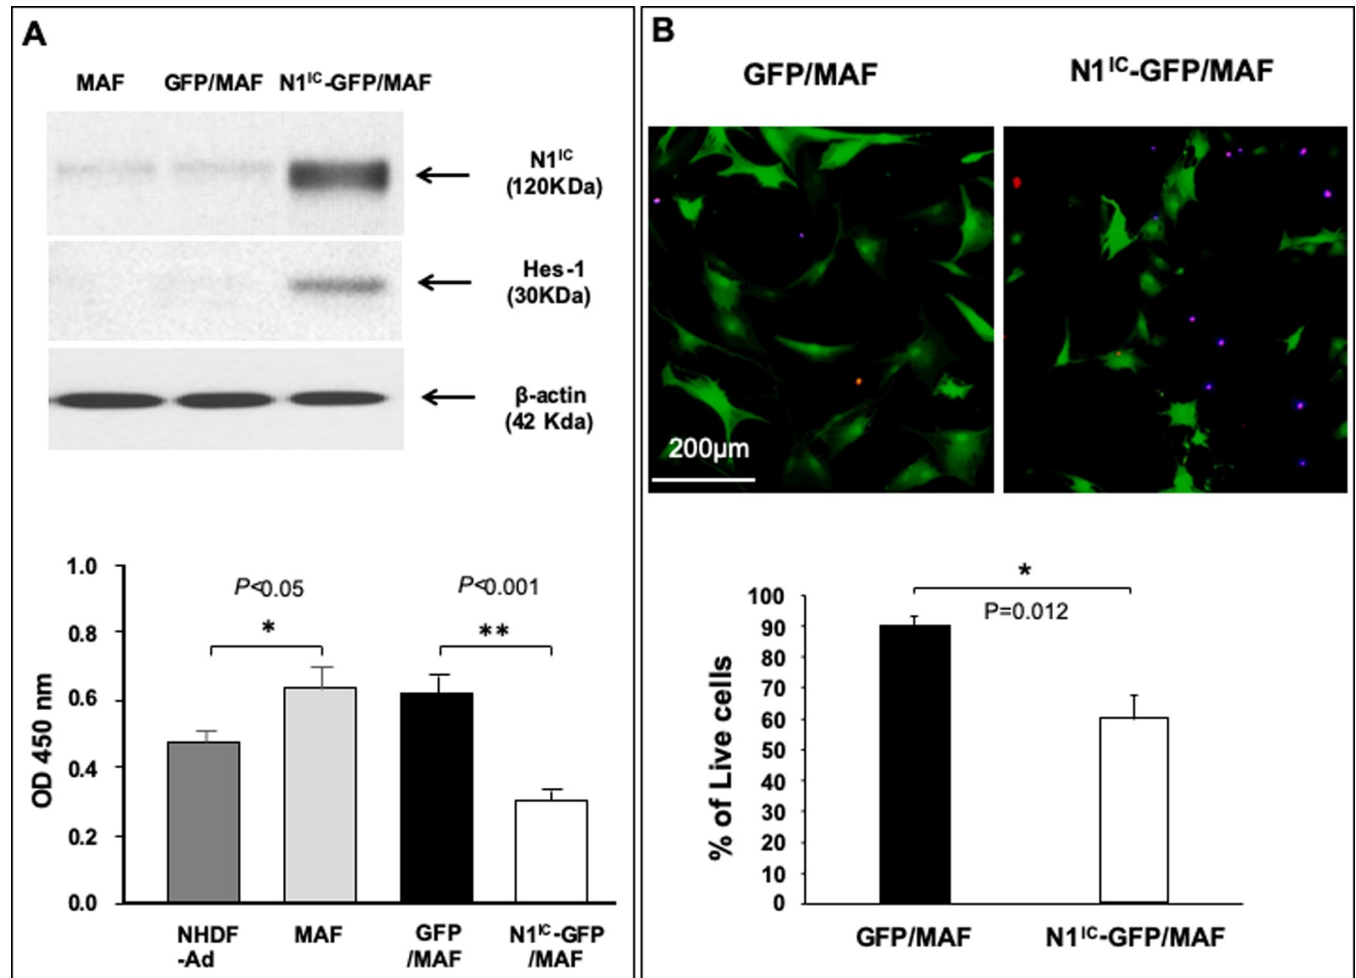 A
MAF GFP/MAF N1ᴵᶜ-GFP/MAF
N1ᴵᶜ
(120KDa)
Hes-1
(30KDa)
β-actin
(42 Kda)
1.0
0.8
0.6
0.4
0.2
0.0
OD 450 nm
P<0.05
*
P<0.001
**
NHDF
-Ad
MAF
GFP
/MAF
N1ᴵᶜ-GFP
/MAF
B
GFP/MAF N1ᴵᶜ-GFP/MAF
200μm
*
P=0.012
100
90
80
70
60
50
40
30
20
10
0
% of Live cells
GFP/MAF N1ᴵᶜ-GFP/MAF